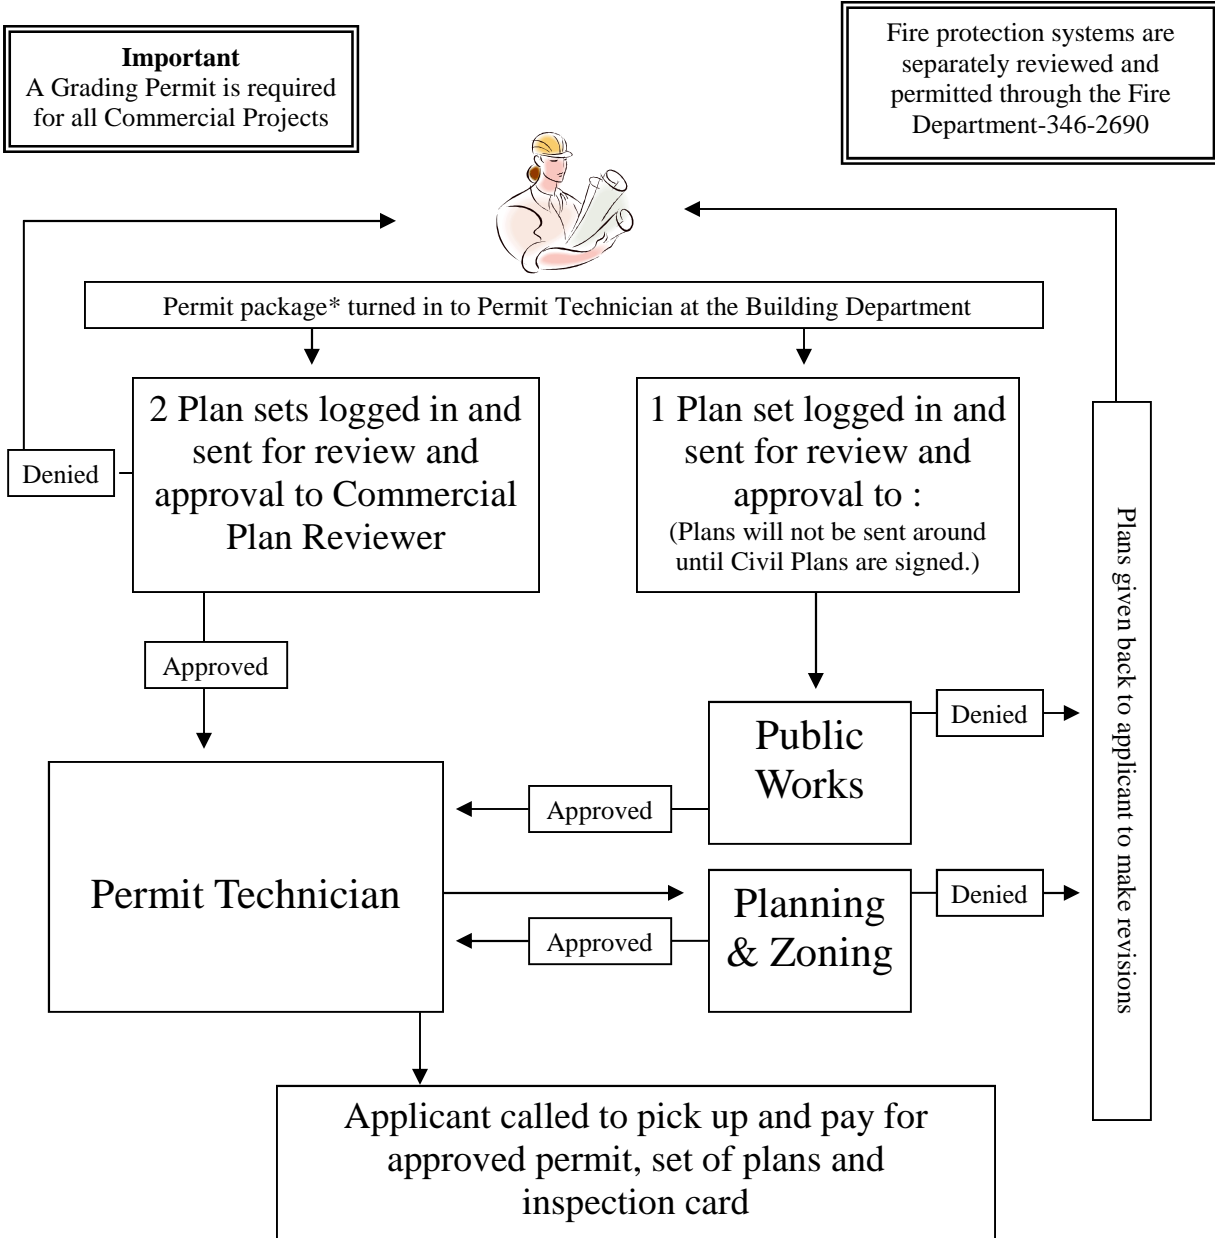 Important
A Grading Permit is required
for all Commercial Projects
Fire protection systems are
separately reviewed and
permitted through the Fire
Department-346-2690
Permit package* turned in to Permit Technician at the Building Department
2 Plan sets logged in and
sent for review and
approval to Commercial
Plan Reviewer
1 Plan set logged in and
sent for review and
approval to :
(Plans will not be sent around
until Civil Plans are signed.)
Denied
Approved
Public
Works
Denied
Approved
Permit Technician
Planning
& Zoning
Denied
Approved
Plans given back to applicant to make revisions
Applicant called to pick up and pay for
approved permit, set of plans and
inspection card